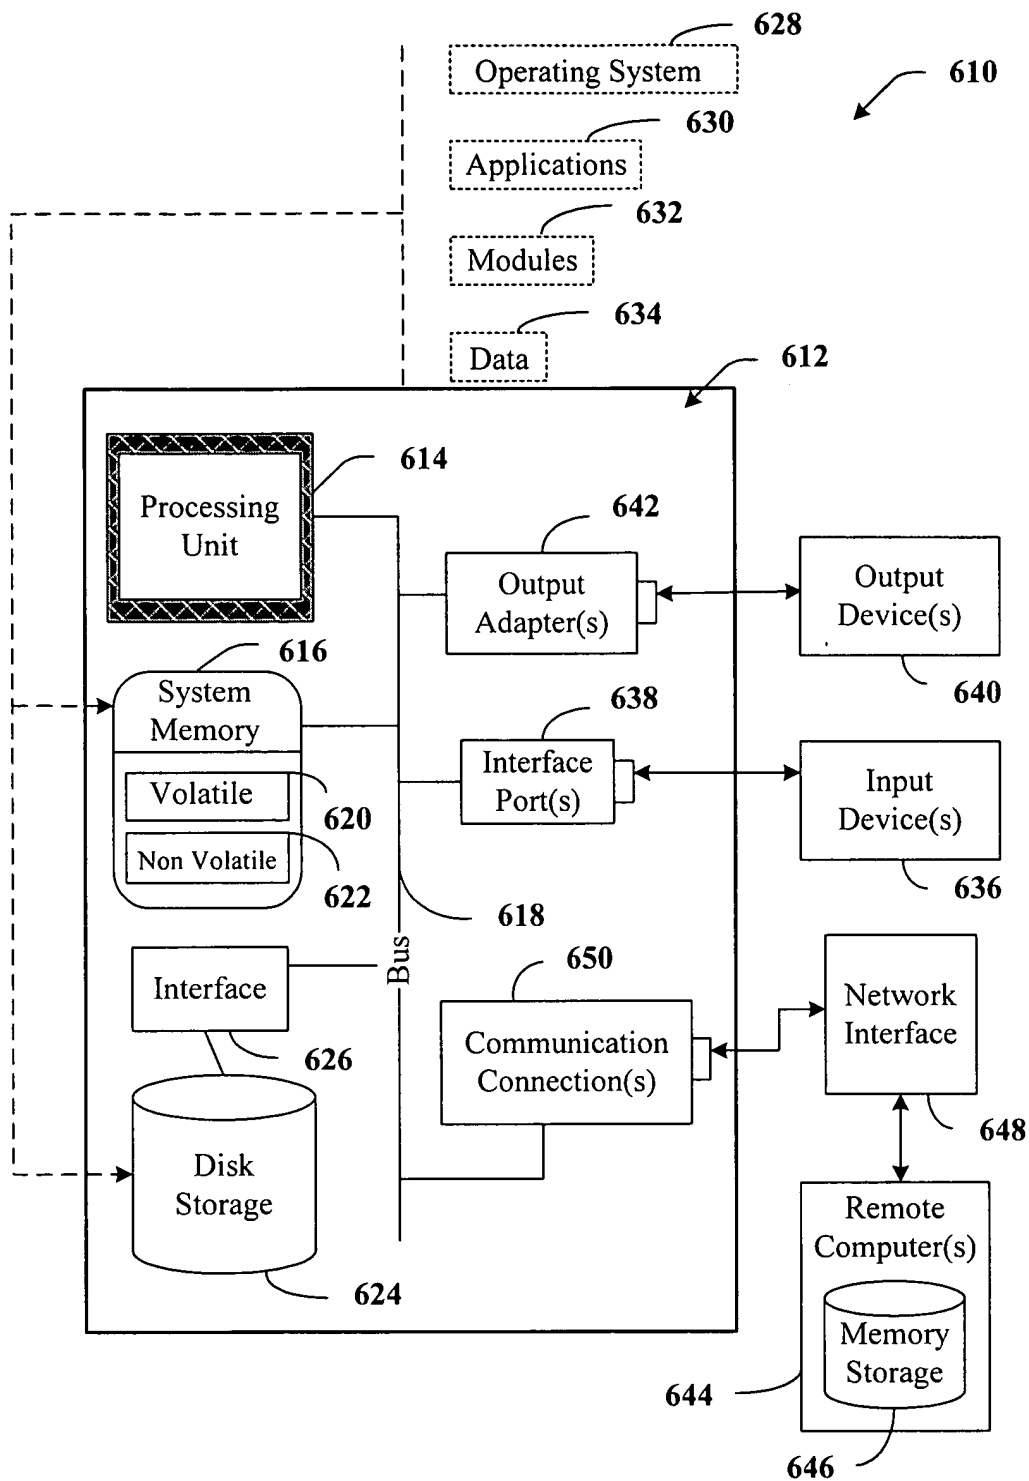 628
Operating System
610
630
Applications
632
Modules
634
Data
612
614
Processing
Unit
642
Output
Adapter(s)
Output
Device(s)
640
616
System
Memory
638
Interface
Port(s)
Input
Device(s)
636
Volatile
620
Non Volatile
622
618
Bus
650
Interface
626
Communication
Connection(s)
Network
Interface
648
Disk
Storage
624
Remote
Computer(s)
Memory
Storage
644
646